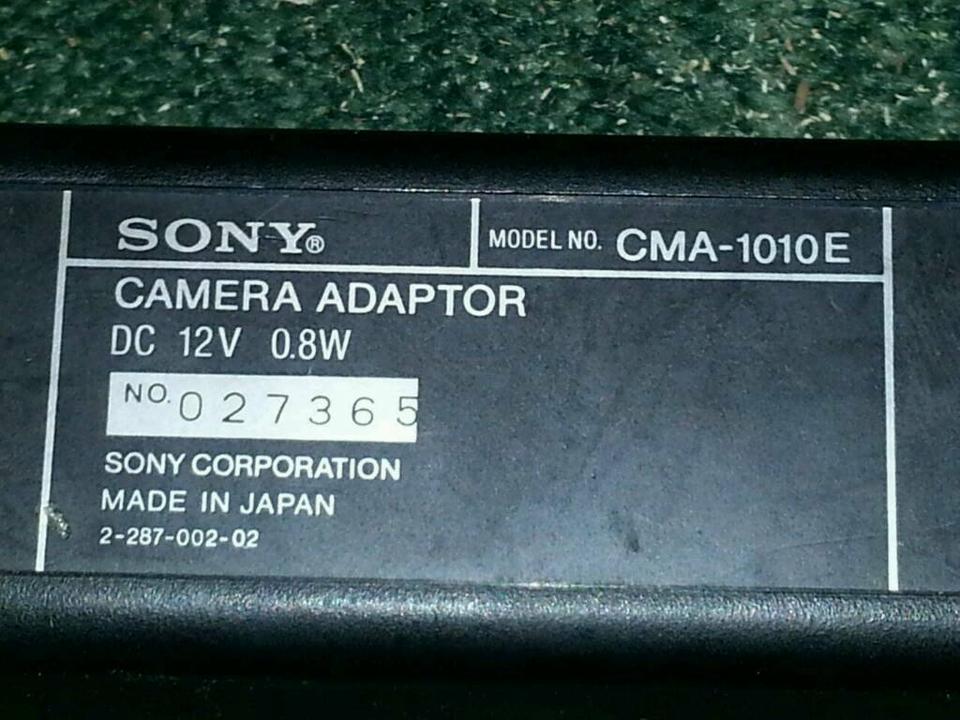 SONY®
MODEL NO. CMA-1010E
CAMERA ADAPTOR
DC 12V 0.8W
NO. 027365
SONY CORPORATION
MADE IN JAPAN
2-287-002-02